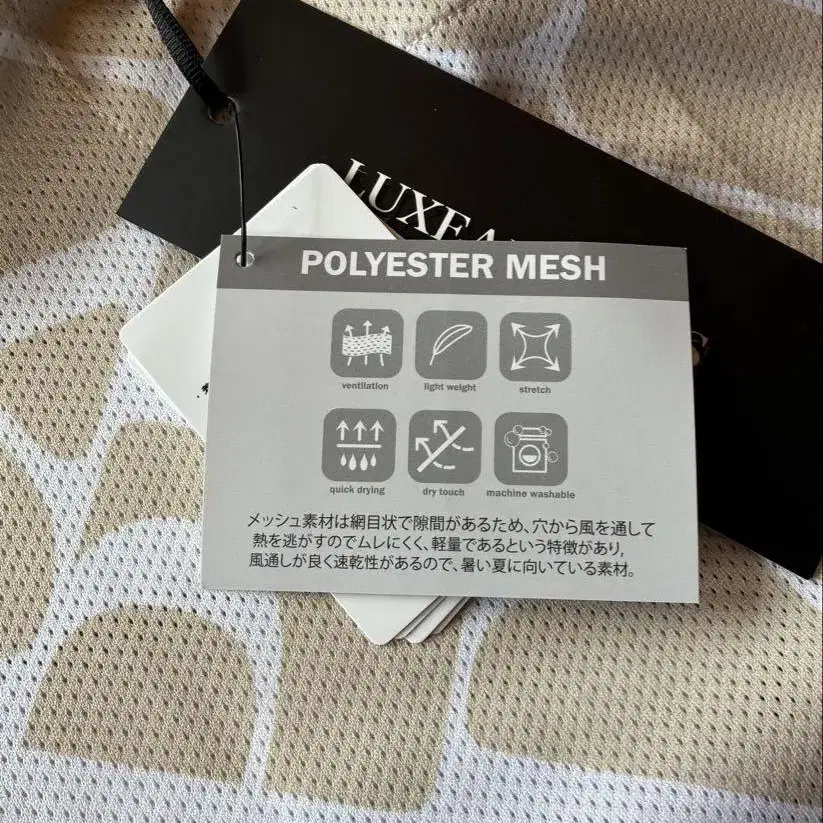 LUXEA
POLYESTER MESH
ventilation
light weight
stretch
quick drying
dry touch
machine washable
メッシュ素材は網目状で隙間があるため、穴から風を通して
熱を逃がすのでムレにくく、軽量であるという特徴があり,
風通しが良く速乾性があるので、暑い夏に向いている素材。